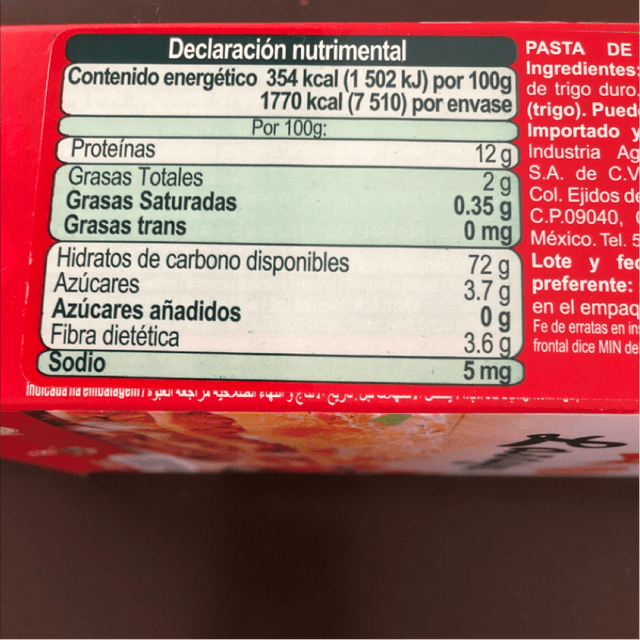 Declaración nutrimental
Contenido energético 354 kcal (1 502 kJ) por 100g
1770 kcal (7 510) por envase
Por 100g:
Proteínas 12 g
Grasas Totales 2 g
Grasas Saturadas 0.35 g
Grasas trans 0 mg
Hidratos de carbono disponibles 72 g
Azúcares 3.7 g
Azúcares añadidos 0 g
Fibra dietética 3.6 g
Sodio 5 mg
PASTA DE
Ingredientes:
de trigo duro.
(trigo). Pued
Importado y
Industria Ag
S.A. de C.V
Col. Ejidos de
C.P.09040,
México. Tel. 5
Lote y fec
preferente:
en el empaq
Fe de erratas en in
frontal dice MIN de